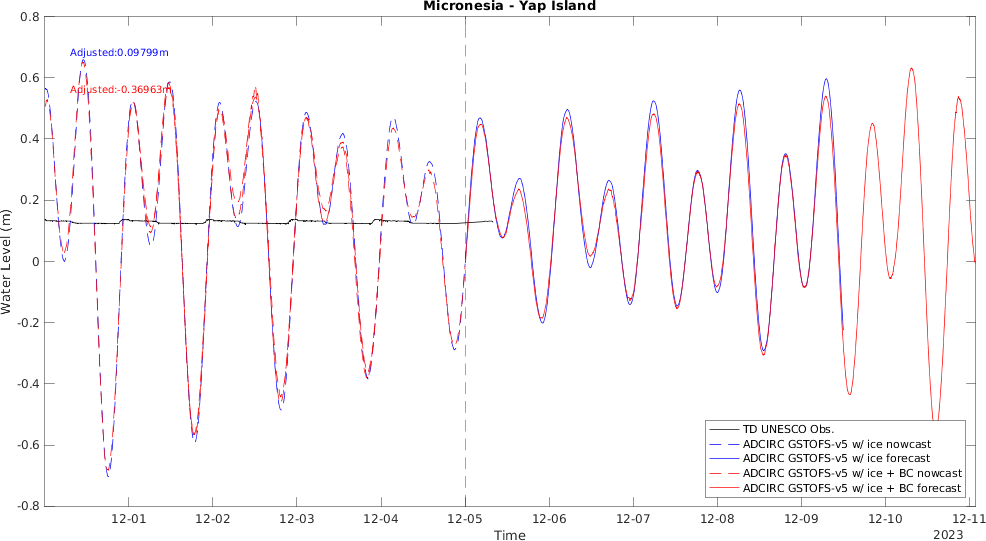 Micronesia - Yap Island
Adjusted:0.09799m
Adjusted:-0.36963m
Water Level (m)
0.8
0.6
0.4
0.2
0
-0.2
-0.4
-0.6
-0.8
TD UNESCO Obs.
ADCIRC GSTOFS-v5 w/ ice nowcast
ADCIRC GSTOFS-v5 w/ ice forecast
ADCIRC GSTOFS-v5 w/ ice + BC nowcast
ADCIRC GSTOFS-v5 w/ ice + BC forecast
12-01 12-02 12-03 12-04 12-05 12-06 12-07 12-08 12-09 12-10 12-11
Time
2023